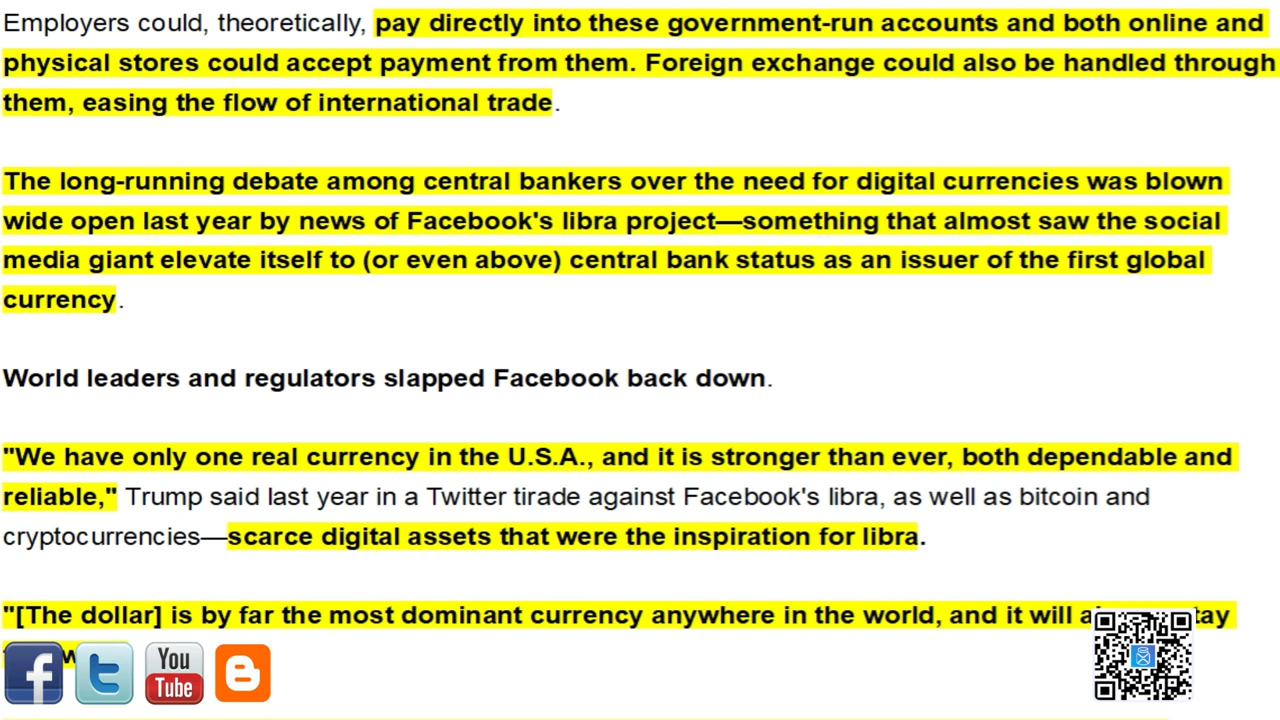 Employers could, theoretically, pay directly into these government-run accounts and both online and
physical stores could accept payment from them. Foreign exchange could also be handled through
them, easing the flow of international trade.
The long-running debate among central bankers over the need for digital currencies was blown
wide open last year by news of Facebook's libra project—something that almost saw the social
media giant elevate itself to (or even above) central bank status as an issuer of the first global
currency.
World leaders and regulators slapped Facebook back down.
"We have only one real currency in the U.S.A., and it is stronger than ever, both dependable and
reliable," Trump said last year in a Twitter tirade against Facebook's libra, as well as bitcoin and
cryptocurrencies—scarce digital assets that were the inspiration for libra.
"[The dollar] is by far the most dominant currency anywhere in the world, and it will
f t You Tube B